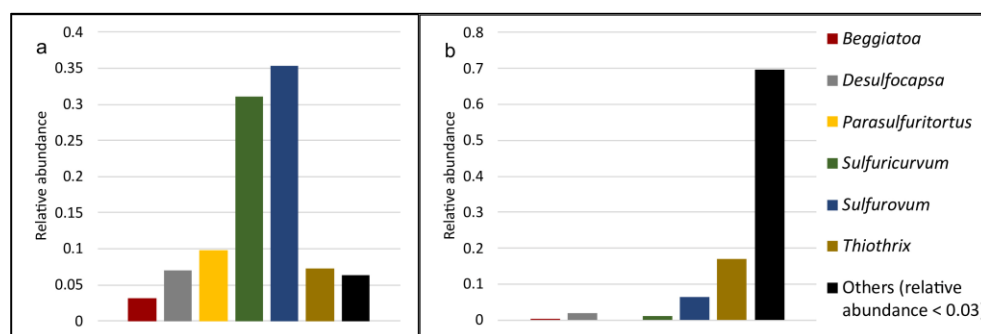 a
Relative abundance
0.4
0.35
0.3
0.25
0.2
0.15
0.1
0.05
0
b
Relative abundance
0.8
0.7
0.6
0.5
0.4
0.3
0.2
0.1
0.0
Beggiatoa
Desulfocapsa
Parasulfuritortus
Sulfuricurvum
Sulfurovum
Thiothrix
Others (relative
abundance < 0.03)